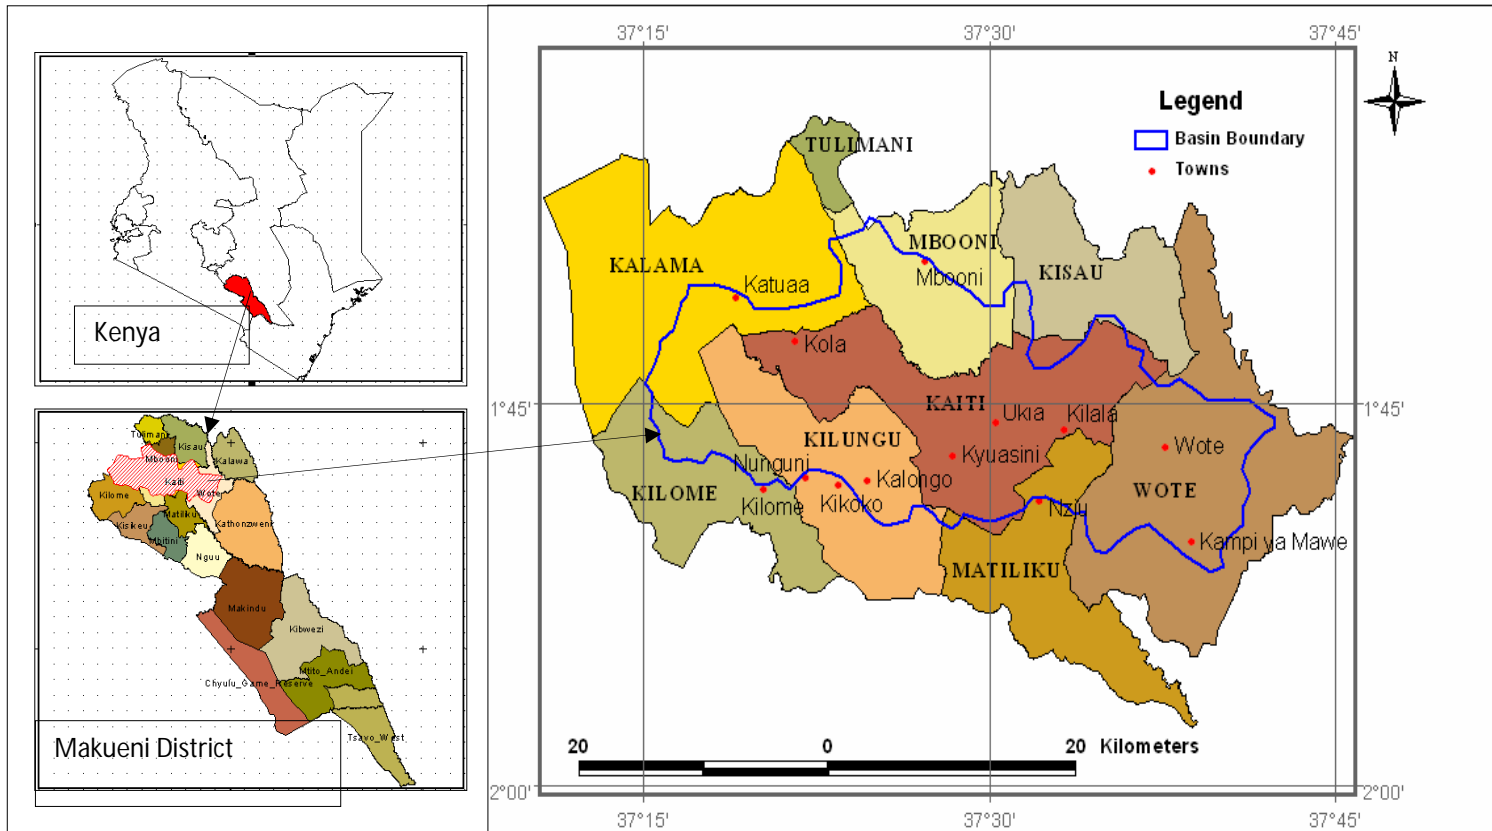 Kenya
Tulimani
Kisau
Mbooni
Kalawa
Kaiti
Kilome
Wote
Matiliku
Kisikeu
Kathonzweni
Mbitini
Nguu
Makindu
Kibwezi
Mtito_Andei
Chyulu_Game_Reserve
Tsavo_West
Makueni District
37°15'
37°30'
37°45'
N
Legend
Basin Boundary
Towns
TULIMANI
MBOONI
KALAMA
KISAU
Mbooni
Katuaa
Kola
1°45'
1°45'
KAITI
Ukia
Kilala
KILUNGU
Wote
Kyuasini
Nunguni
Kalongo
KILOME
Kilome
Kikoko
WOTE
Nziu
Kampi ya Mawe
MATILIKU
20
0
20 Kilometers
2°00'
2°00'
37°15'
37°30'
37°45'